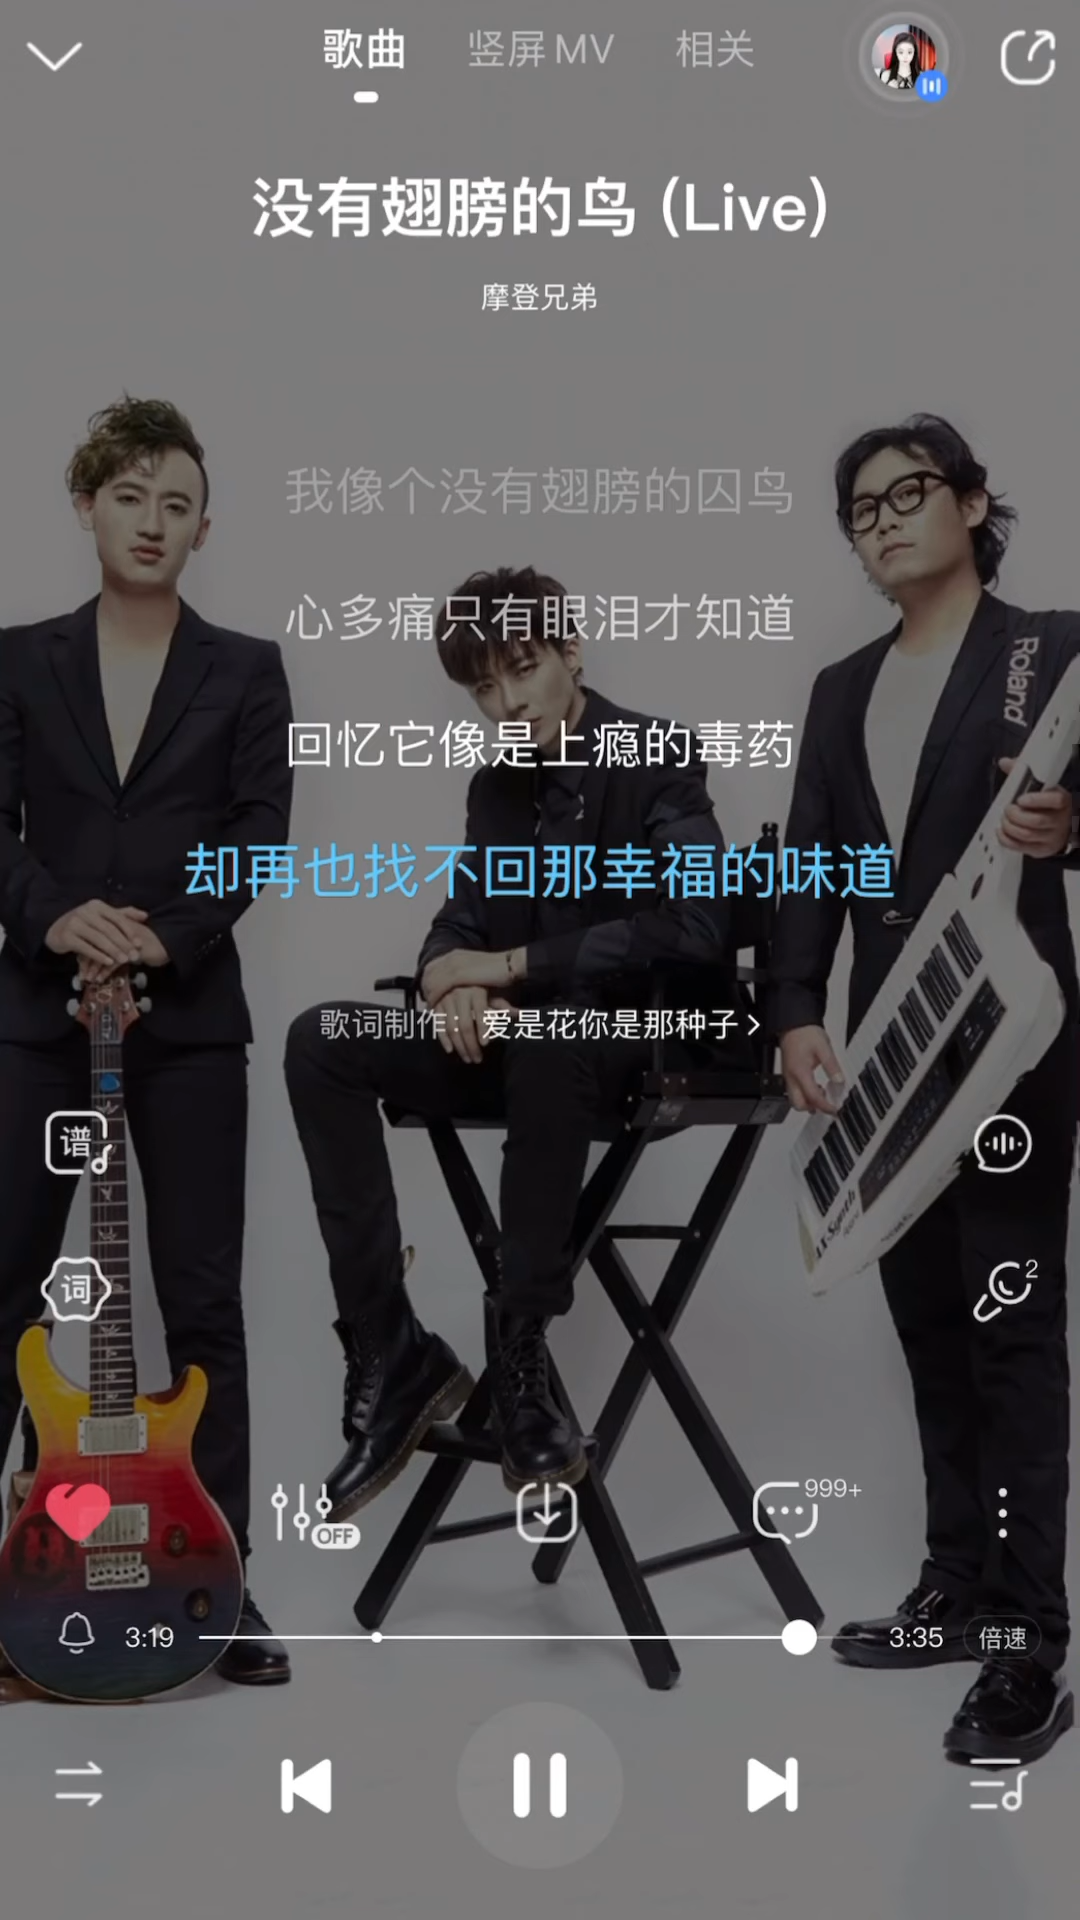 歌曲 竖屏MV 相关
没有翅膀的鸟 (Live)
摩登兄弟
我像个没有翅膀的囚鸟
心多痛只有眼泪才知道
Roland
回忆它像是上瘾的毒药
却再也找不回那幸福的味道
歌词制作：爱是花你是那种子 >
谱
AX-Synth
词
2
OFF
999+
3:19 3:35 倍速